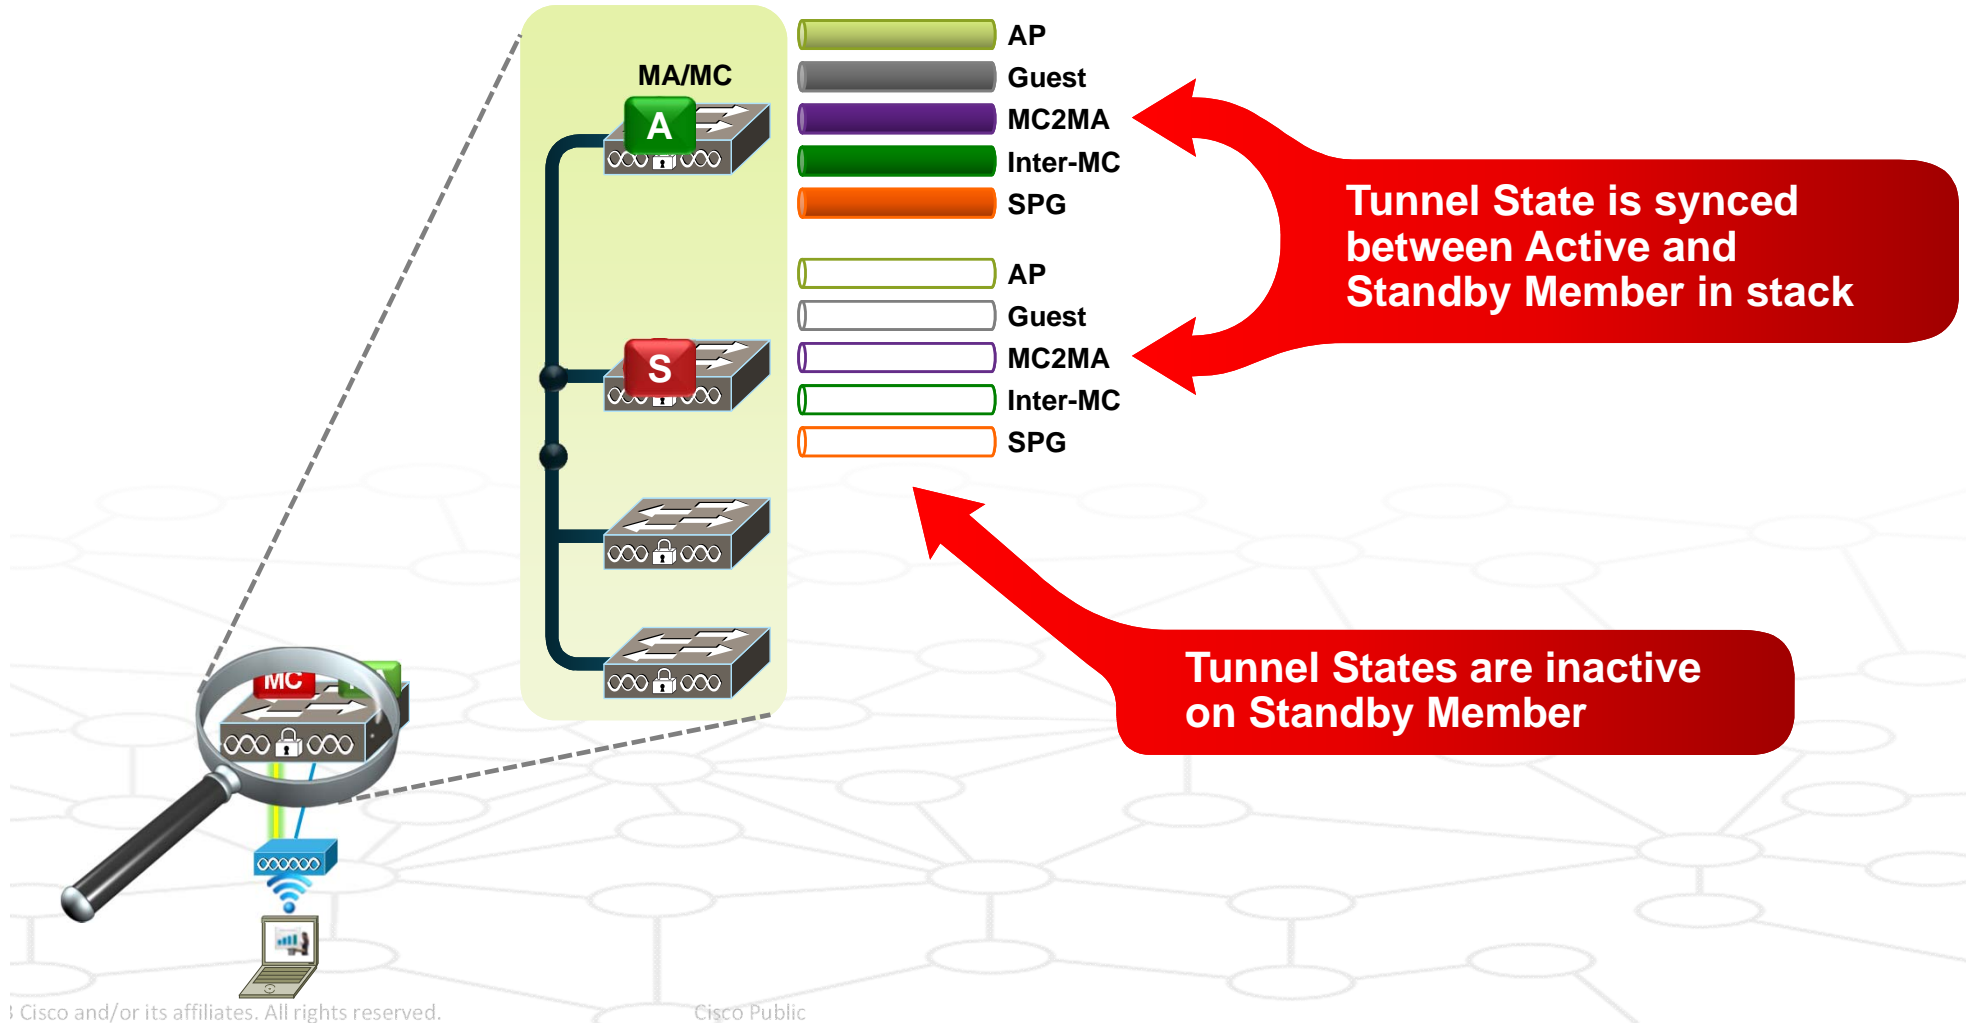 MA/MC
A
AP
Guest
MC2MA
Inter-MC
SPG
Tunnel State is synced
between Active and
Standby Member in stack
S
AP
Guest
MC2MA
Inter-MC
SPG
Tunnel States are inactive
on Standby Member
MC
Cisco and/or its affiliates. All rights reserved.
Cisco Public